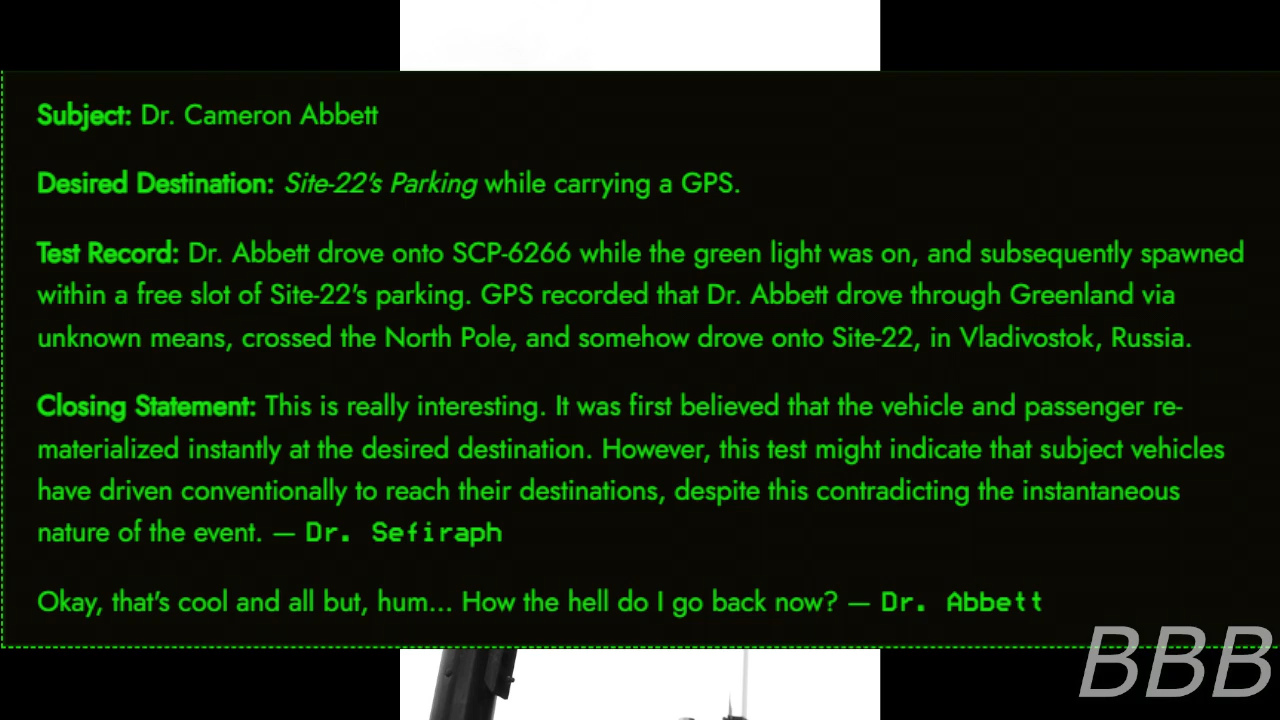 Subject: Dr. Cameron Abbett
Desired Destination: Site-22's Parking while carrying a GPS.
Test Record: Dr. Abbett drove onto SCP-6266 while the green light was on, and subsequently spawned
within a free slot of Site-22's parking. GPS recorded that Dr. Abbett drove through Greenland via
unknown means, crossed the North Pole, and somehow drove onto Site-22, in Vladivostok, Russia.
Closing Statement: This is really interesting. It was first believed that the vehicle and passenger re-
materialized instantly at the desired destination. However, this test might indicate that subject vehicles
have driven conventionally to reach their destinations, despite this contradicting the instantaneous
nature of the event. — Dr. Sefiraph
Okay, that's cool and all but, hum... How the hell do I go back now? — Dr. Abbett
BBB